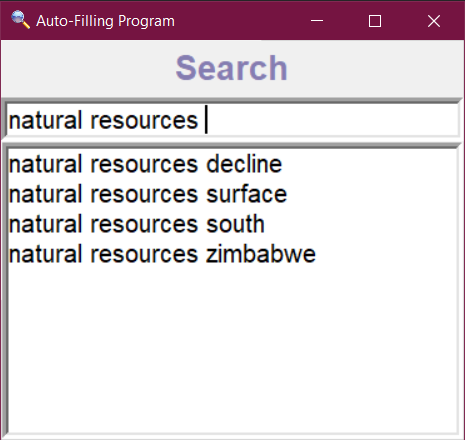 Auto-Filling Program
Search
natural resources
natural resources decline
natural resources surface
natural resources south
natural resources zimbabwe